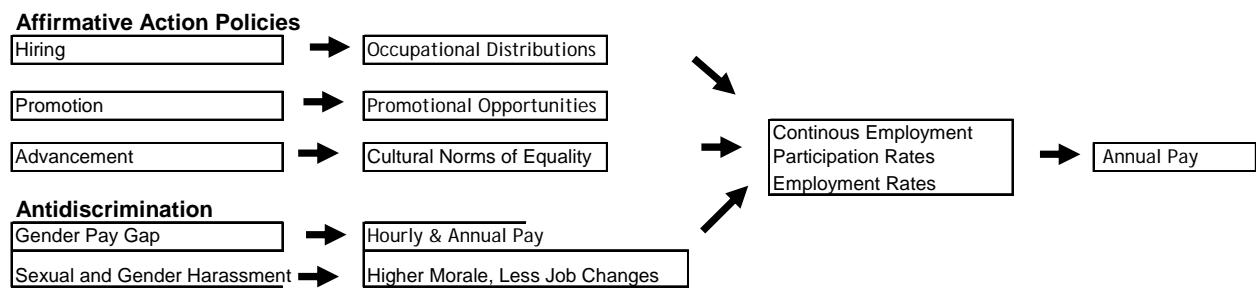 Affirmative Action Policies
Hiring
Occupational Distributions
Promotion
Promotional Opportunities
Advancement
Cultural Norms of Equality
Continous Employment
Participation Rates
Employment Rates
Annual Pay
Antidiscrimination
Gender Pay Gap
Hourly & Annual Pay
Sexual and Gender Harassment
Higher Morale, Less Job Changes